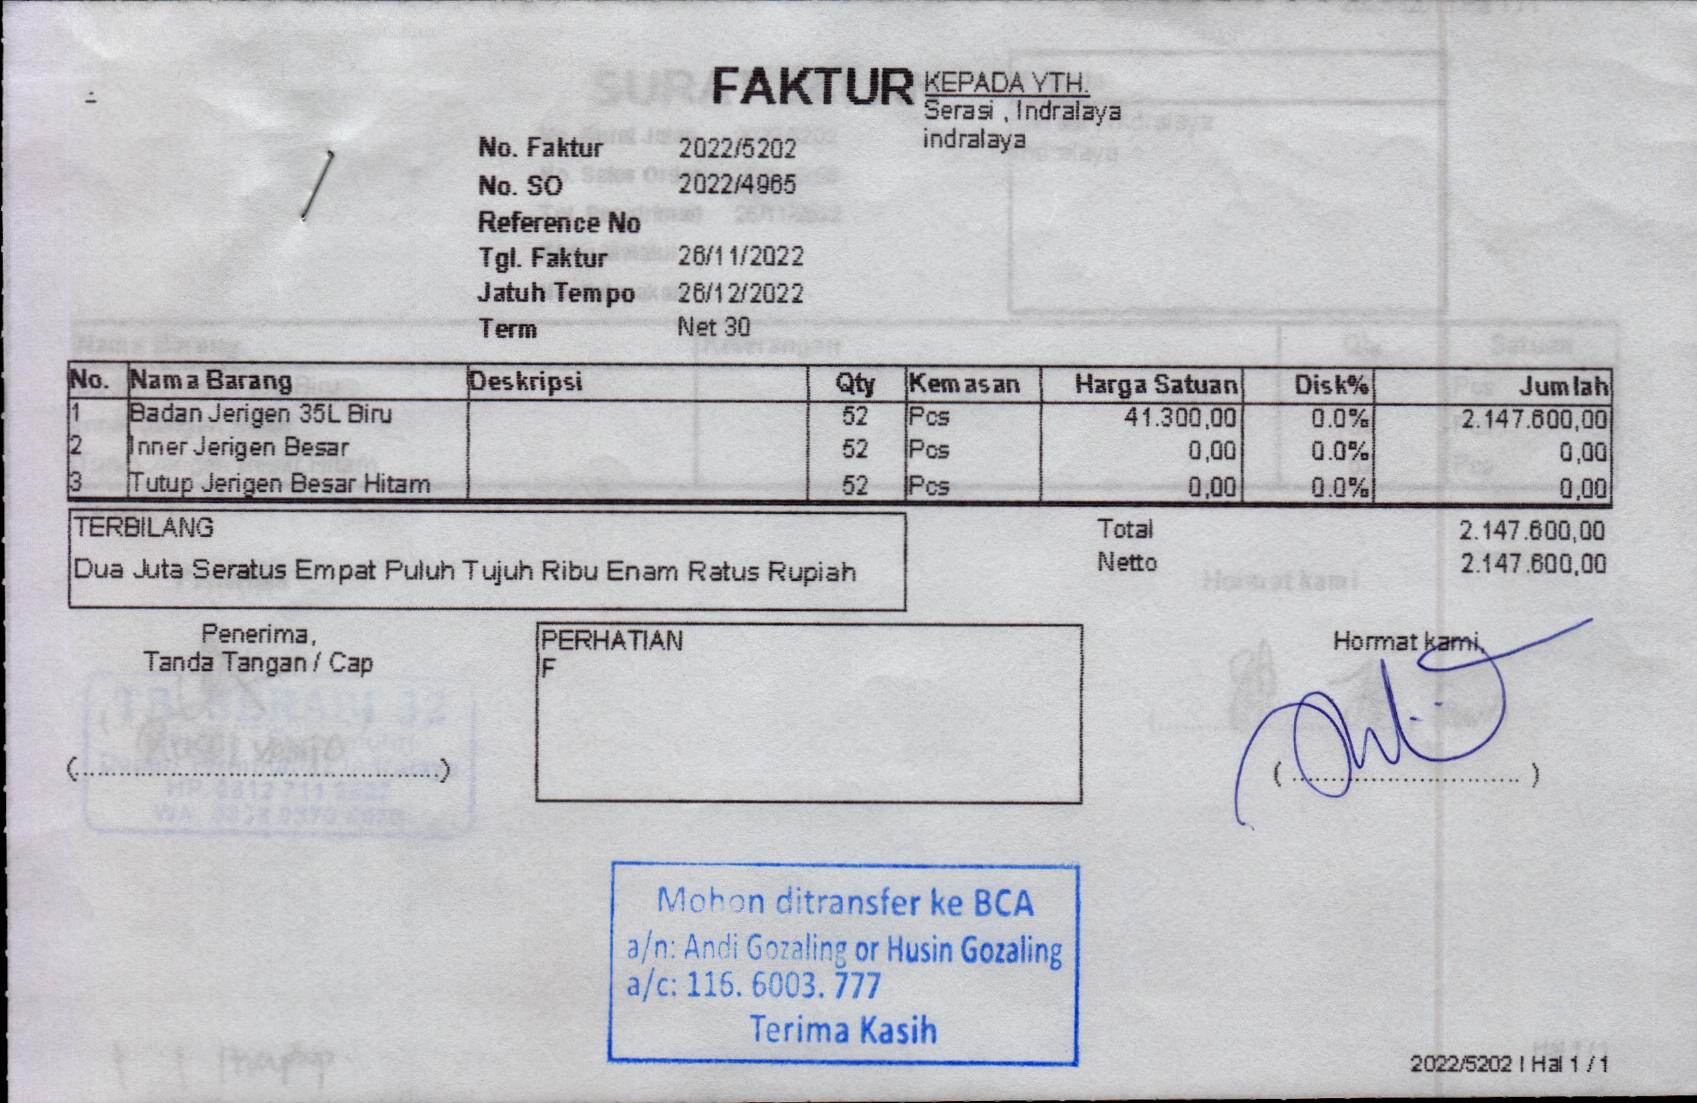 FAKTUR
KEPADA YTH.
Serasi , Indralaya
indralaya
No. Faktur 2022/5202
No. SO 2022/4965
Reference No
Tgl. Faktur 26/11/2022
Jatuh Tempo 26/12/2022
Term Net 30
No. Nama Barang Deskripsi Qty Kemasan Harga Satuan Disk% Jumlah
1 Badan Jerigen 35L Biru 52 Pcs 41.300,00 0.0% 2.147.600,00
2 Inner Jerigen Besar 52 Pcs 0,00 0.0% 0,00
3 Tutup Jerigen Besar Hitam 52 Pcs 0,00 0.0% 0,00
TERBILANG
Dua Juta Seratus Empat Puluh Tujuh Ribu Enam Ratus Rupiah
Total 2.147.600,00
Netto 2.147.600,00
Penerima,
Tanda Tangan / Cap
(................................................)
PERHATIAN
F
Hormat kami,
( .............................. )
Mohon ditransfer ke BCA
a/n: Andi Gozaling or Husin Gozaling
a/c: 116. 6003. 777
Terima Kasih
2022/5202 | Hal 1 / 1